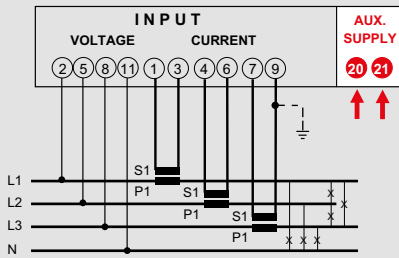 INPUT
AUX.
SUPPLY
VOLTAGE CURRENT
2 5 8 11 1 3 4 6 7 9 20 21
S1
L1
P1
S1
L2
P1
S1
L3
P1
N
x x x x x x